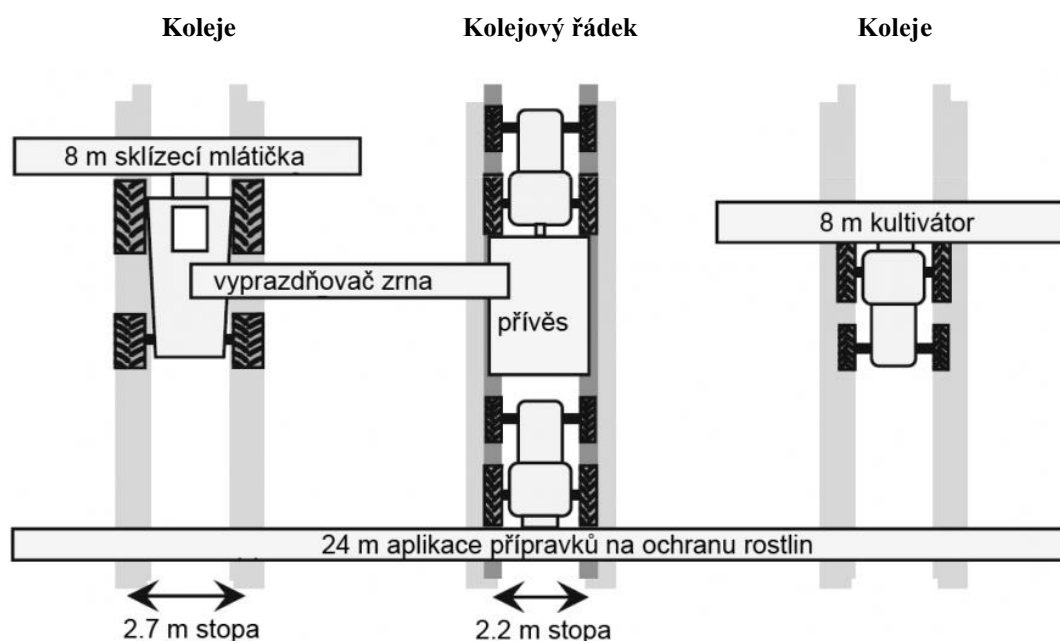 Koleje
Kolejový řádek
Koleje
8 m sklízecí mlátička
8 m kultivátor
vyprazdňovač zrna
přívěs
24 m aplikace přípravků na ochranu rostlin
2.7 m stopa
2.2 m stopa